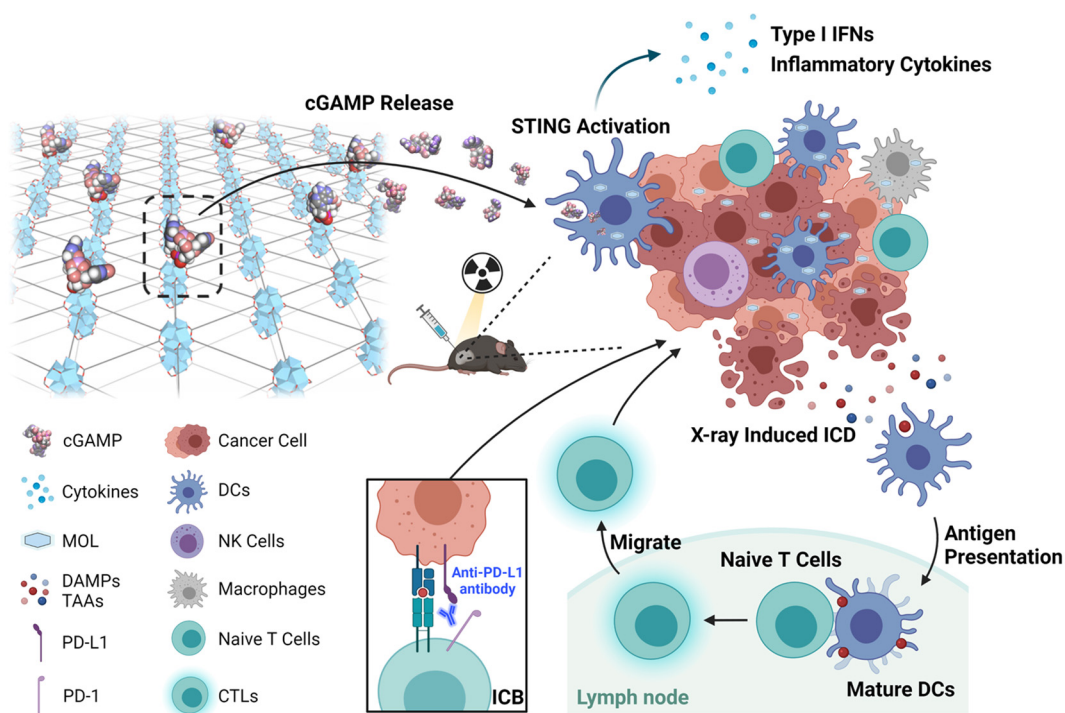 Type I IFNs
Inflammatory Cytokines
cGAMP Release
STING Activation
X-ray Induced ICD
cGAMP
Cancer Cell
Cytokines
DCs
MOL
NK Cells
DAMPs
TAAs
Macrophages
PD-L1
Naive T Cells
PD-1
CTLs
Anti-PD-L1
antibody
ICB
Migrate
Naive T Cells
Antigen
Presentation
Lymph node
Mature DCs